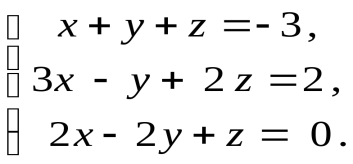 x + y + z = - 3,
3x - y + 2z = 2,
2x - 2y + z = 0.